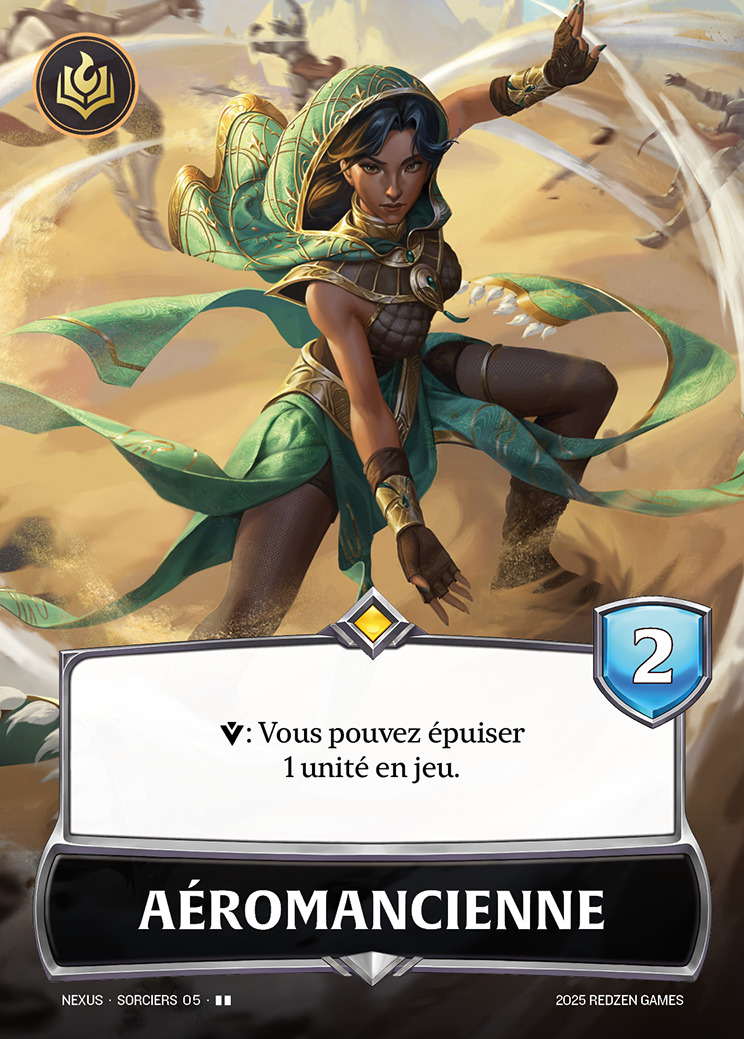 2
: Vous pouvez épuiser
1 unité en jeu.
AÉROMANCIENNE
NEXUS · SORCIERS 05 · ▮▮
2025 REDZEN GAMES